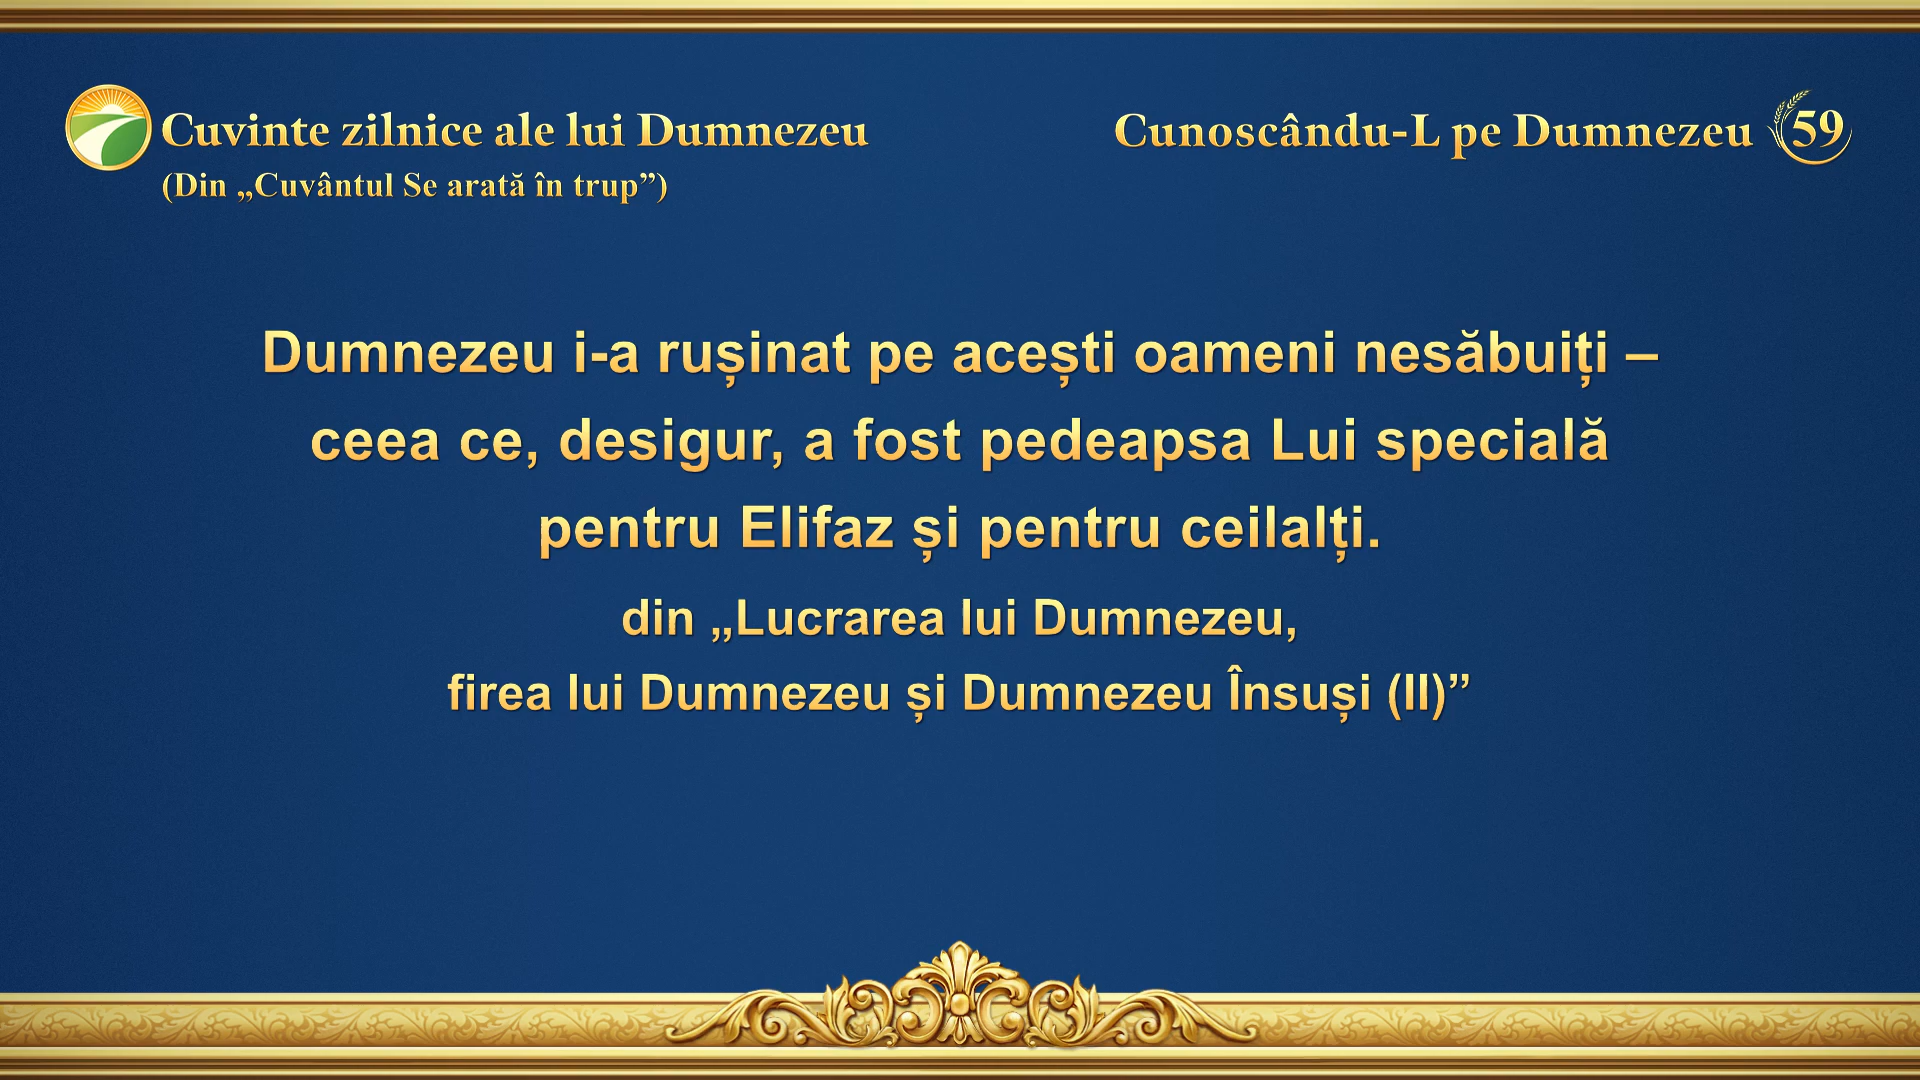 Cuvinte zilnice ale lui Dumnezeu
(Din „Cuvântul Se arată în trup”)
Cunoscându-L pe Dumnezeu 59
Dumnezeu i-a rușinat pe acești oameni nesăbuiți –
ceea ce, desigur, a fost pedeapsa Lui specială
pentru Elifaz și pentru ceilalți.
din „Lucrarea lui Dumnezeu,
firea lui Dumnezeu și Dumnezeu Însuși (II)”